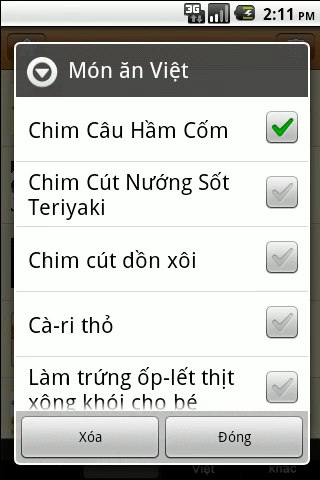 3G
2:11 PM
Món ăn Việt
Chim Câu Hầm Cốm
Chim Cút Nướng Sốt
Teriyaki
Chim cút dồn xôi
Cà-ri thỏ
Làm trứng ốp-lết thịt
xông khói cho bé
Xóa
Đóng
Việt
khác